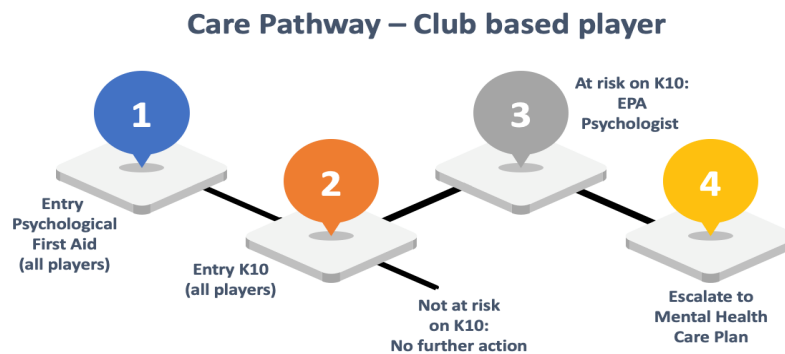 Care Pathway – Club based player
1
Entry
Psychological
First Aid
(all players)
2
Entry K10
(all players)
Not at risk
on K10:
No further action
3
At risk on K10:
EPA
Psychologist
4
Escalate to
Mental Health
Care Plan